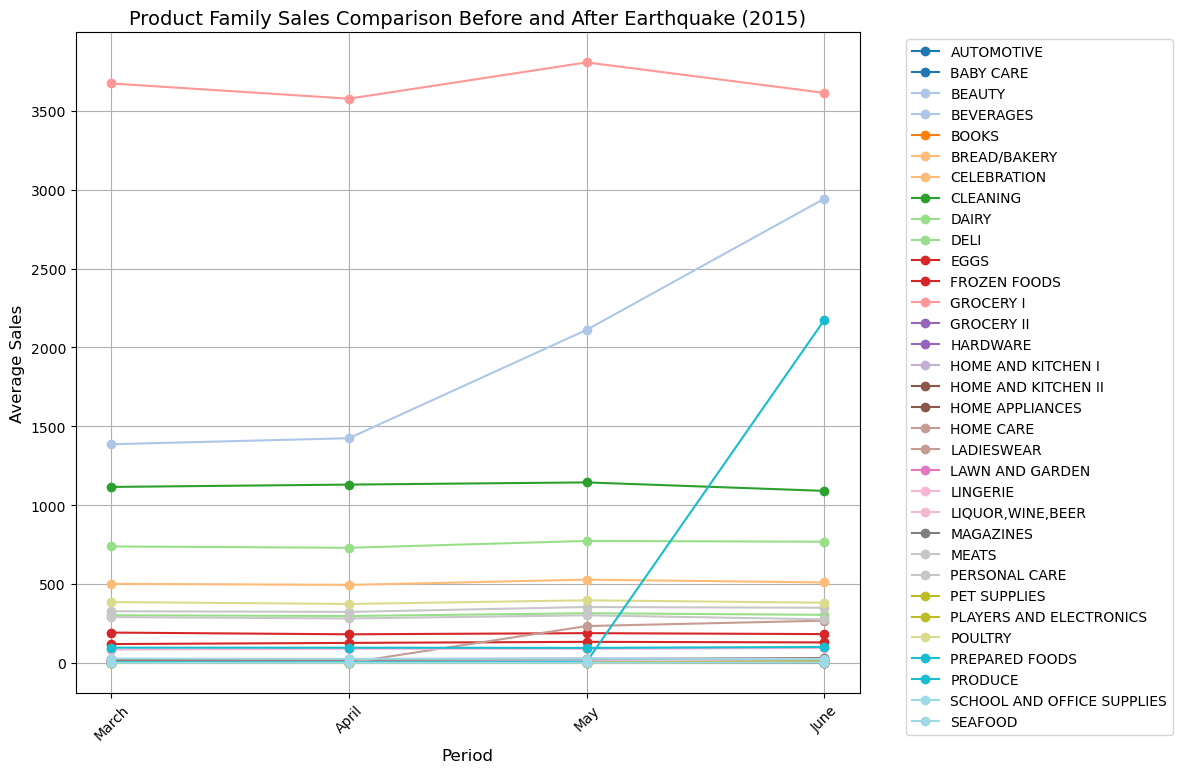 Product Family Sales Comparison Before and After Earthquake (2015)
3500
3000
2500
2000
1500
1000
500
0
Average Sales
March
April
May
June
Period
AUTOMOTIVE
BABY CARE
BEAUTY
BEVERAGES
BOOKS
BREAD/BAKERY
CELEBRATION
CLEANING
DAIRY
DELI
EGGS
FROZEN FOODS
GROCERY I
GROCERY II
HARDWARE
HOME AND KITCHEN I
HOME AND KITCHEN II
HOME APPLIANCES
HOME CARE
LADIESWEAR
LAWN AND GARDEN
LINGERIE
LIQUOR,WINE,BEER
MAGAZINES
MEATS
PERSONAL CARE
PET SUPPLIES
PLAYERS AND ELECTRONICS
POULTRY
PREPARED FOODS
PRODUCE
SCHOOL AND OFFICE SUPPLIES
SEAFOOD